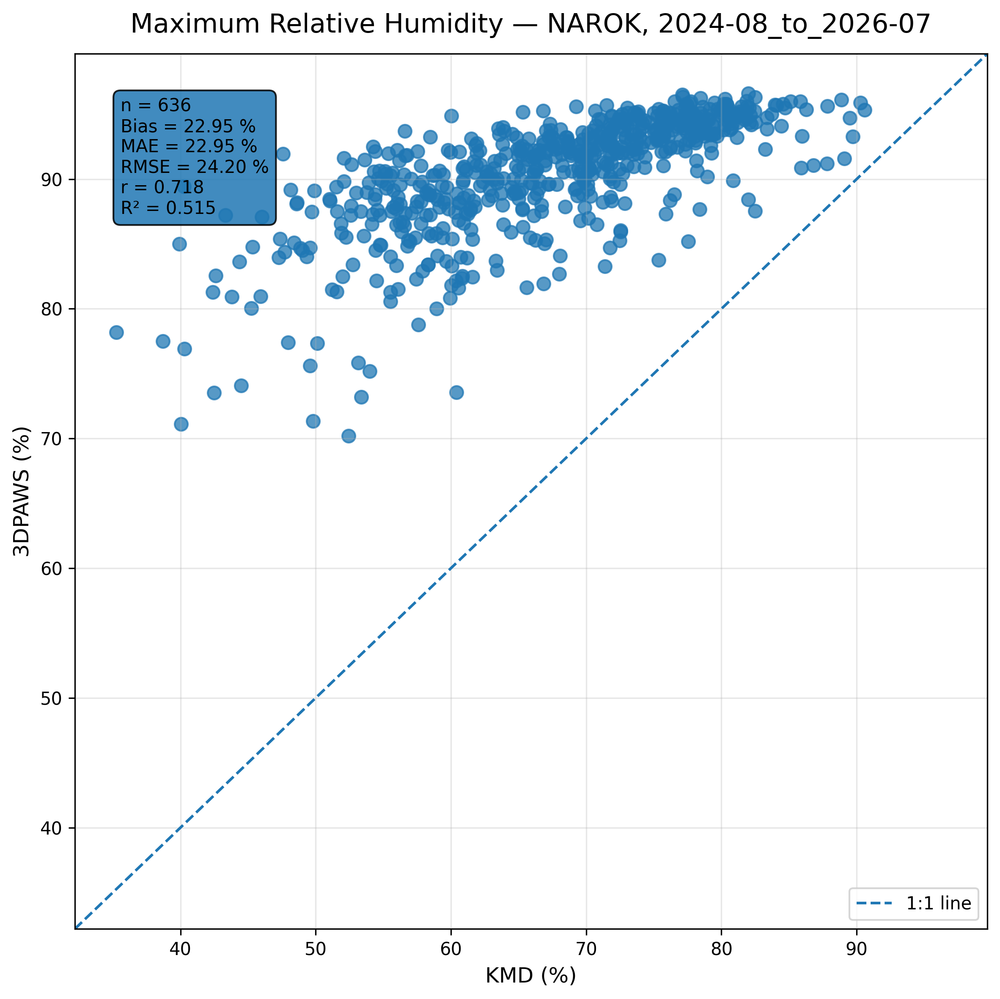 Maximum Relative Humidity — NAROK, 2024-08_to_2026-07
n = 636
Bias = 22.95 %
MAE = 22.95 %
RMSE = 24.20 %
r = 0.718
R² = 0.515
90
80
70
60
50
40
3DPAWS (%)
1:1 line
40 50 60 70 80 90
KMD (%)